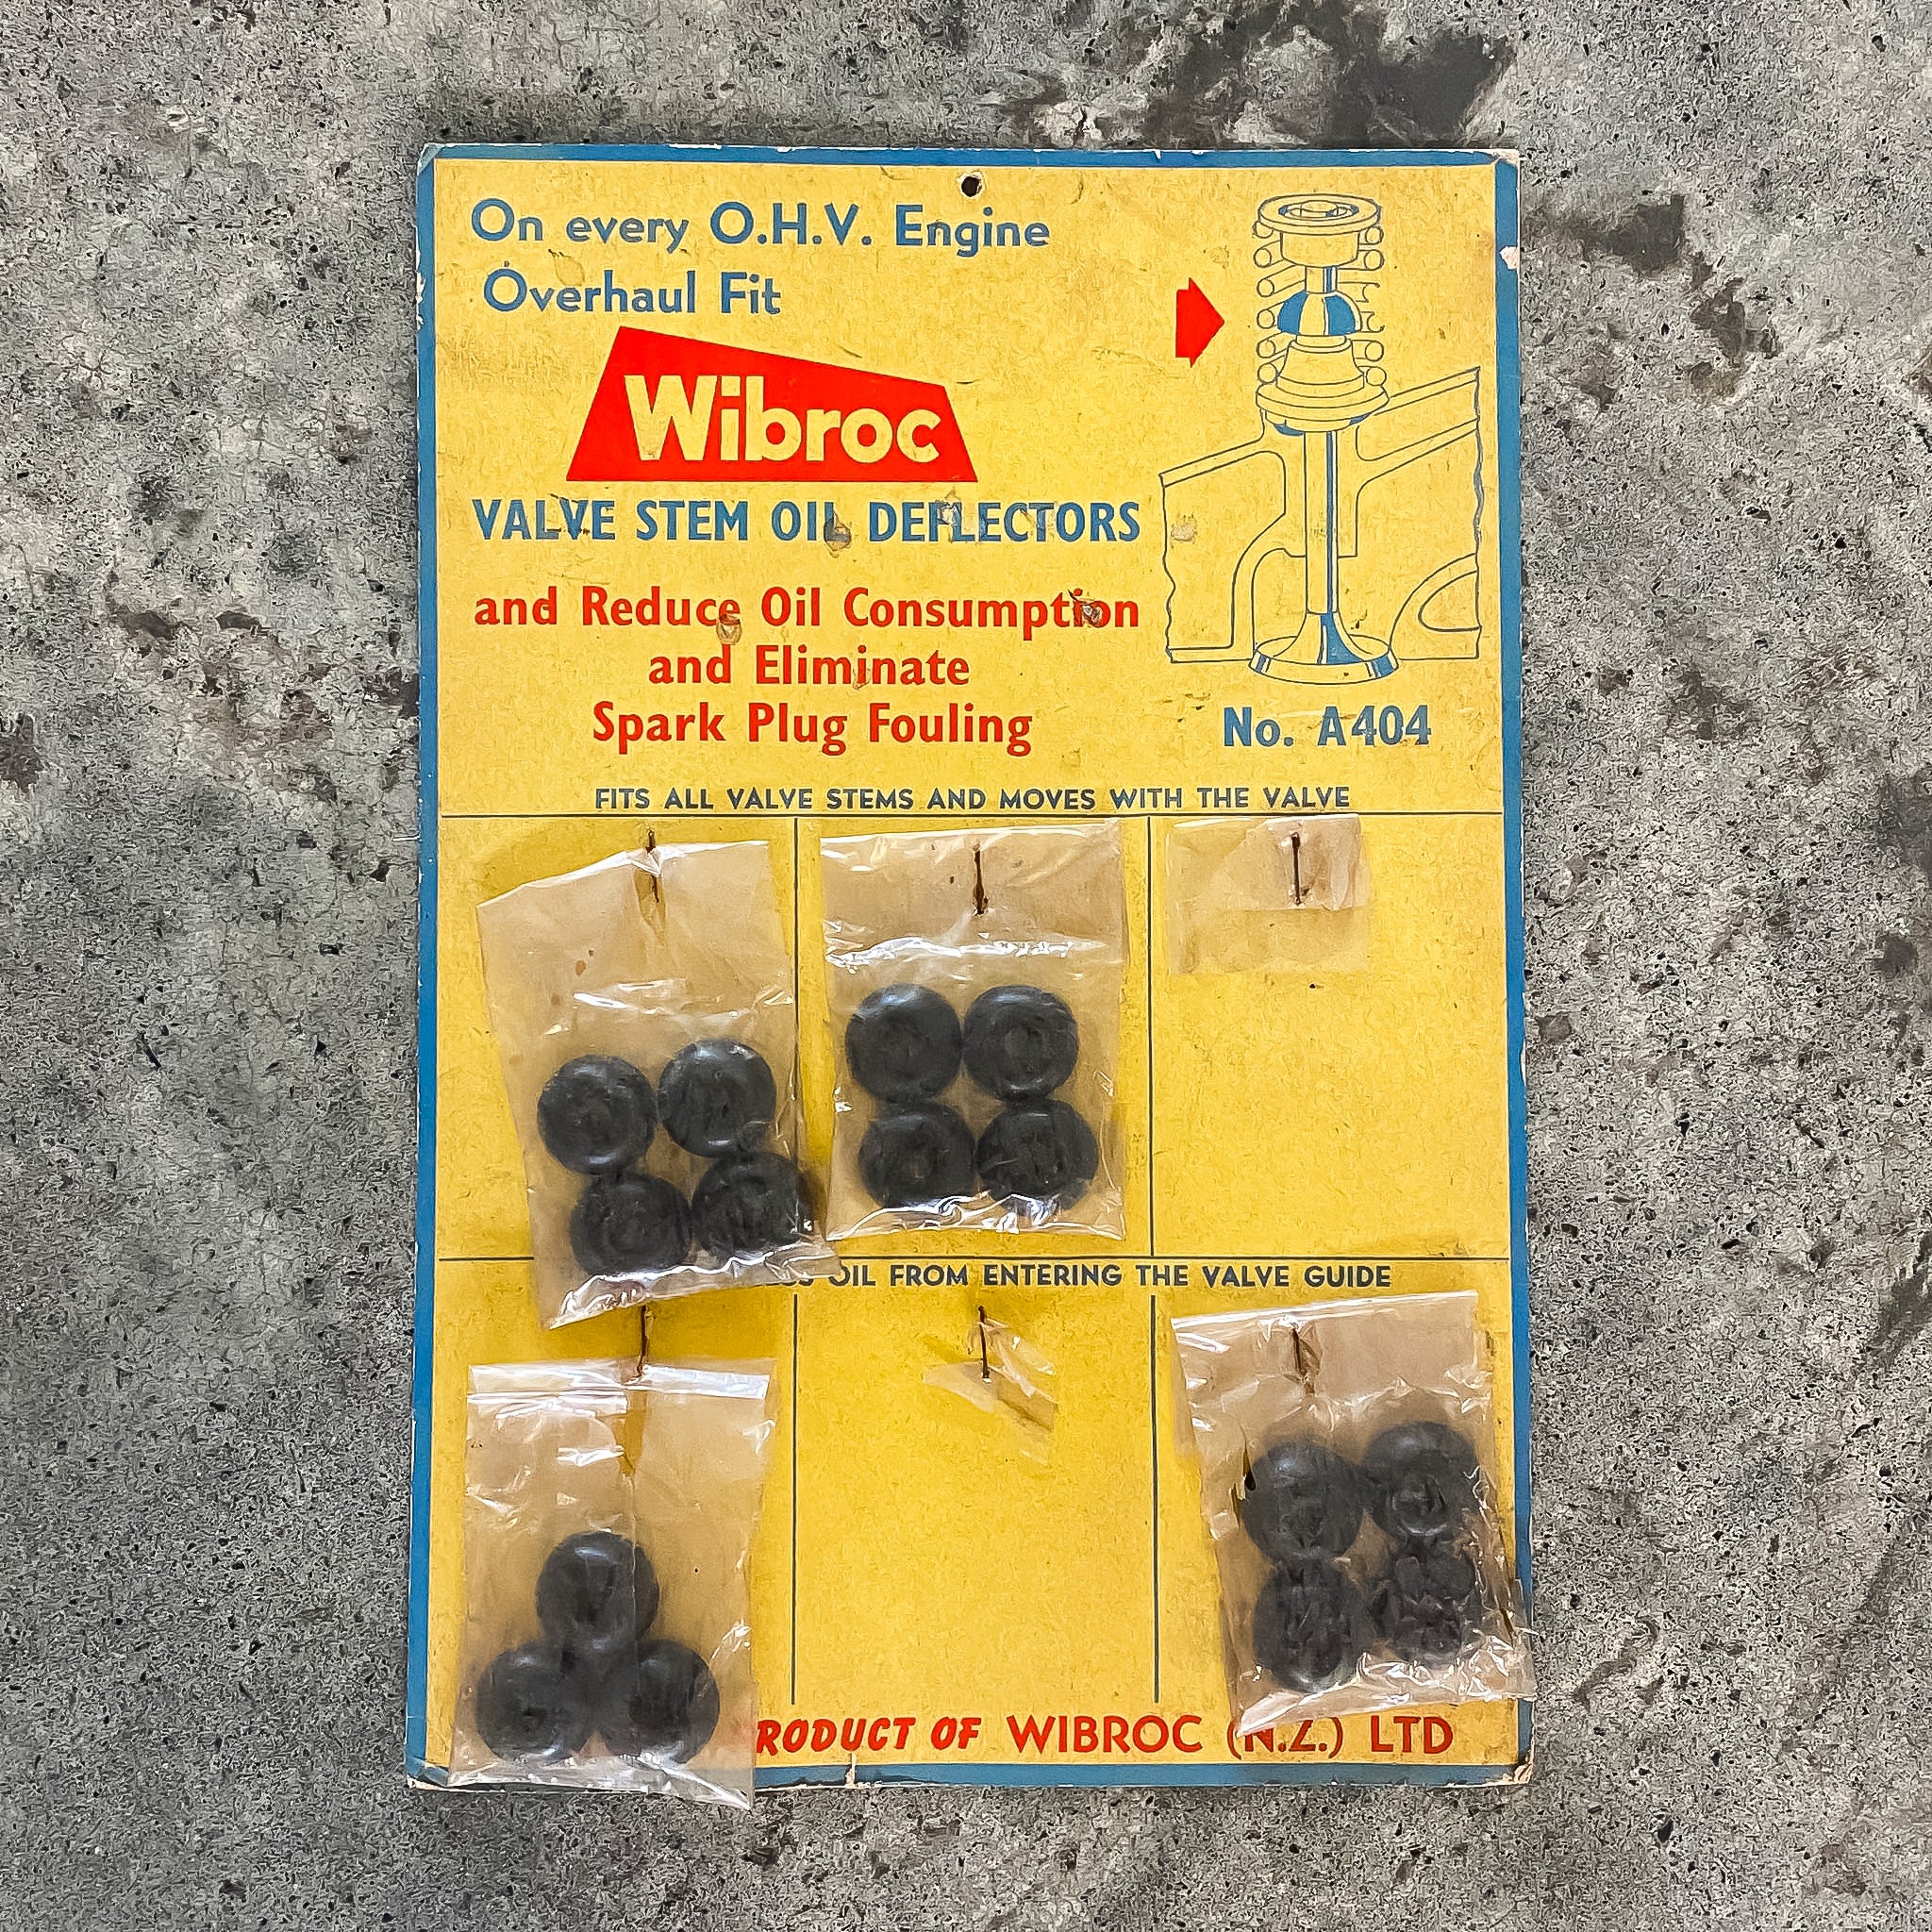 On every O.H.V. Engine
Overhaul Fit
Wibroc
VALVE STEM OIL DEFLECTORS
and Reduce Oil Consumption
and Eliminate
Spark Plug Fouling
No. A404
FITS ALL VALVE STEMS AND MOVES WITH THE VALVE
OIL FROM ENTERING THE VALVE GUIDE
RODUCT OF WIBROC (N.Z.) LTD